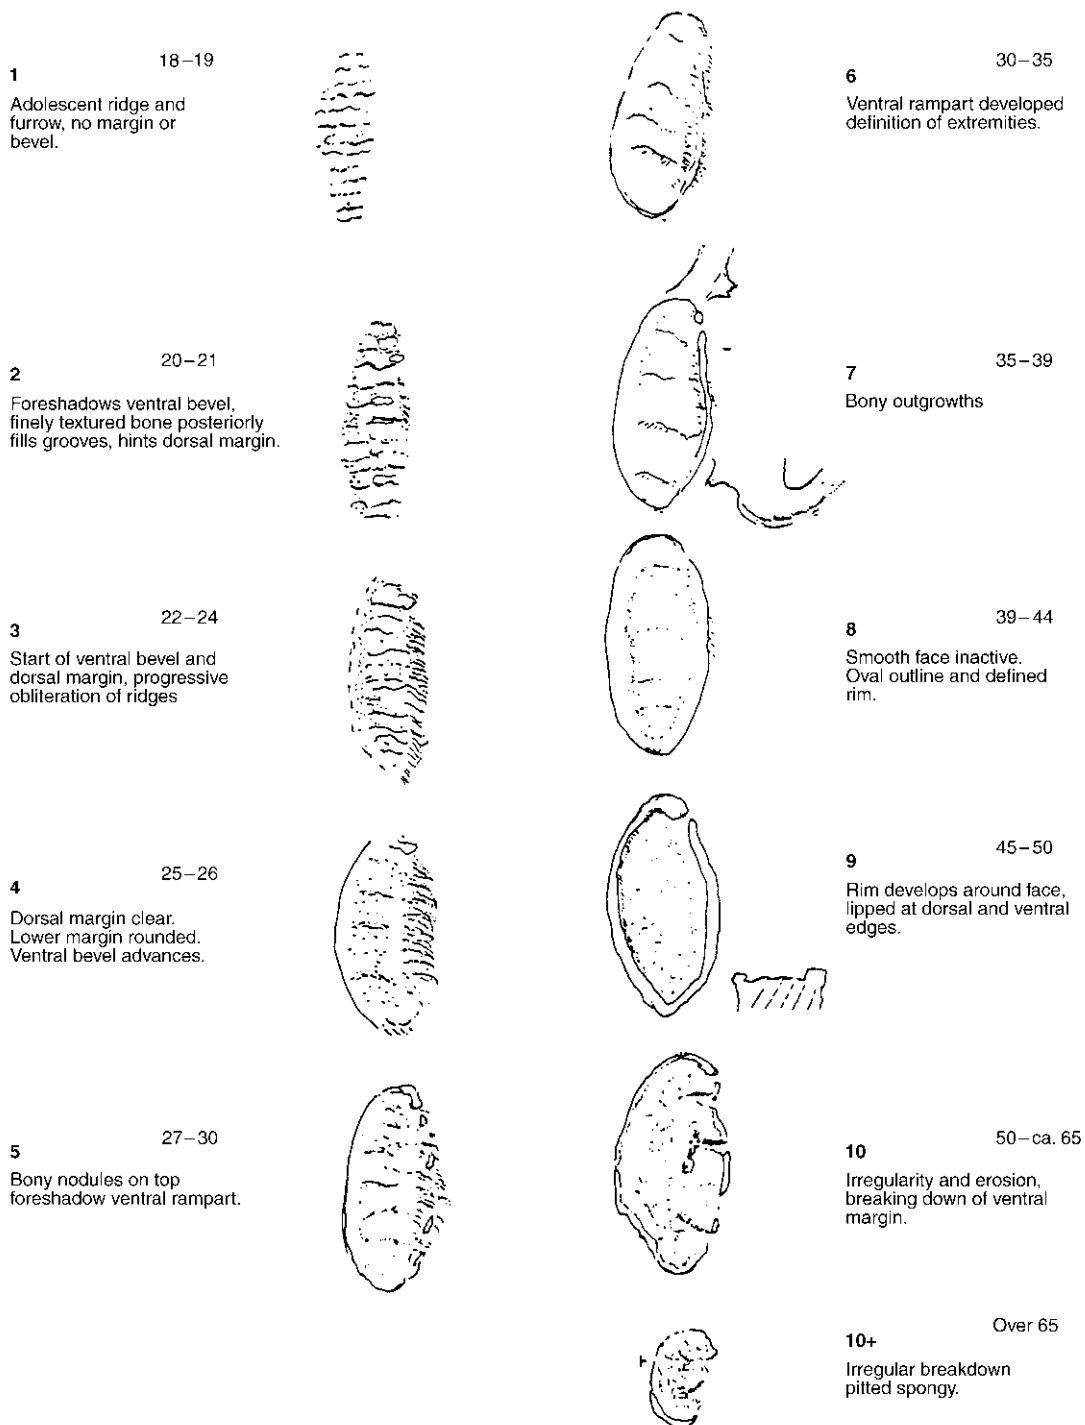 18–19
1
Adolescent ridge and
furrow, no margin or
bevel.
20–21
2
Foreshadows ventral bevel,
finely textured bone posteriorly
fills grooves, hints dorsal margin.
22–24
3
Start of ventral bevel and
dorsal margin, progressive
obliteration of ridges
25–26
4
Dorsal margin clear.
Lower margin rounded.
Ventral bevel advances.
27–30
5
Bony nodules on top
foreshadow ventral rampart.
30–35
6
Ventral rampart developed
definition of extremities.
35–39
7
Bony outgrowths
39–44
8
Smooth face inactive.
Oval outline and defined
rim.
45–50
9
Rim develops around face,
lipped at dorsal and ventral
edges.
50–ca. 65
10
Irregularity and erosion,
breaking down of ventral
margin.
Over 65
10+
Irregular breakdown
pitted spongy.